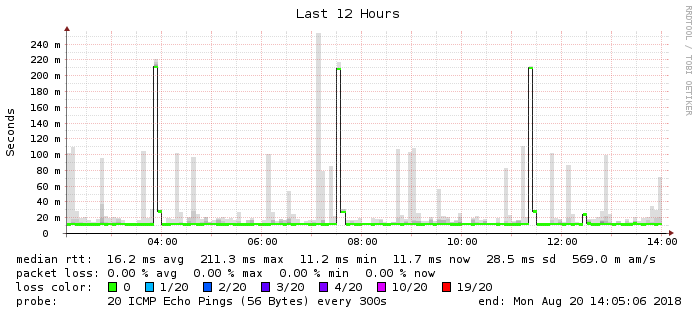 Last 12 Hours
RRDTOOL / TOBI OETIKER
Seconds
240 m
220 m
200 m
180 m
160 m
140 m
120 m
100 m
80 m
60 m
40 m
20 m
0
04:00 06:00 08:00 10:00 12:00 14:00
median rtt: 16.2 ms avg 211.3 ms max 11.2 ms min 11.7 ms now 28.5 ms sd 569.0 m am/s
packet loss: 0.00 % avg 0.00 % max 0.00 % min 0.00 % now
loss color: 0 1/20 2/20 3/20 4/20 10/20 19/20
probe: 20 ICMP Echo Pings (56 Bytes) every 300s end: Mon Aug 20 14:05:06 2018